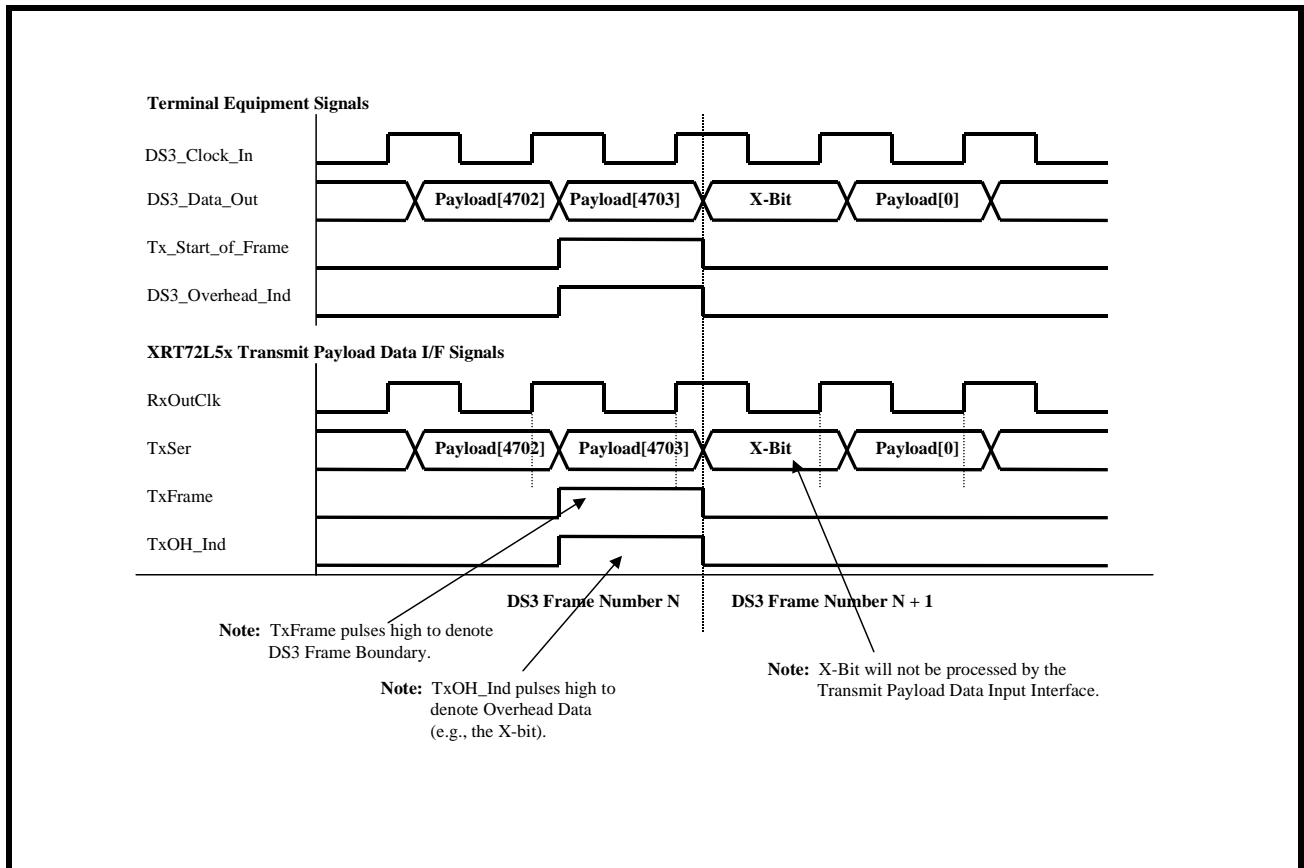 Terminal Equipment Signals
DS3_Clock_In
DS3_Data_Out
Payload[4702]
Payload[4703]
X-Bit
Payload[0]
Tx_Start_of_Frame
DS3_Overhead_Ind
XRT72L5x Transmit Payload Data I/F Signals
RxOutClk
TxSer
Payload[4702]
Payload[4703]
X-Bit
Payload[0]
TxFrame
TxOH_Ind
DS3 Frame Number N
DS3 Frame Number N + 1
Note: TxFrame pulses high to denote
DS3 Frame Boundary.
Note: TxOH_Ind pulses high to
denote Overhead Data
(e.g., the X-bit).
Note: X-Bit will not be processed by the
Transmit Payload Data Input Interface.